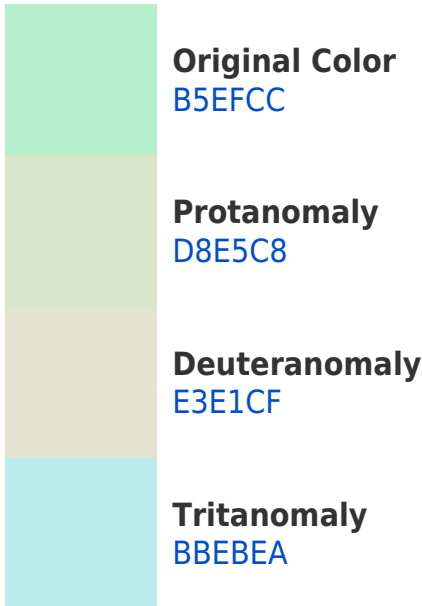 Original Color
B5EFCC
Protanomaly
D8E5C8
Deuteranomaly
E3E1CF
Tritanomaly
BBEBEA